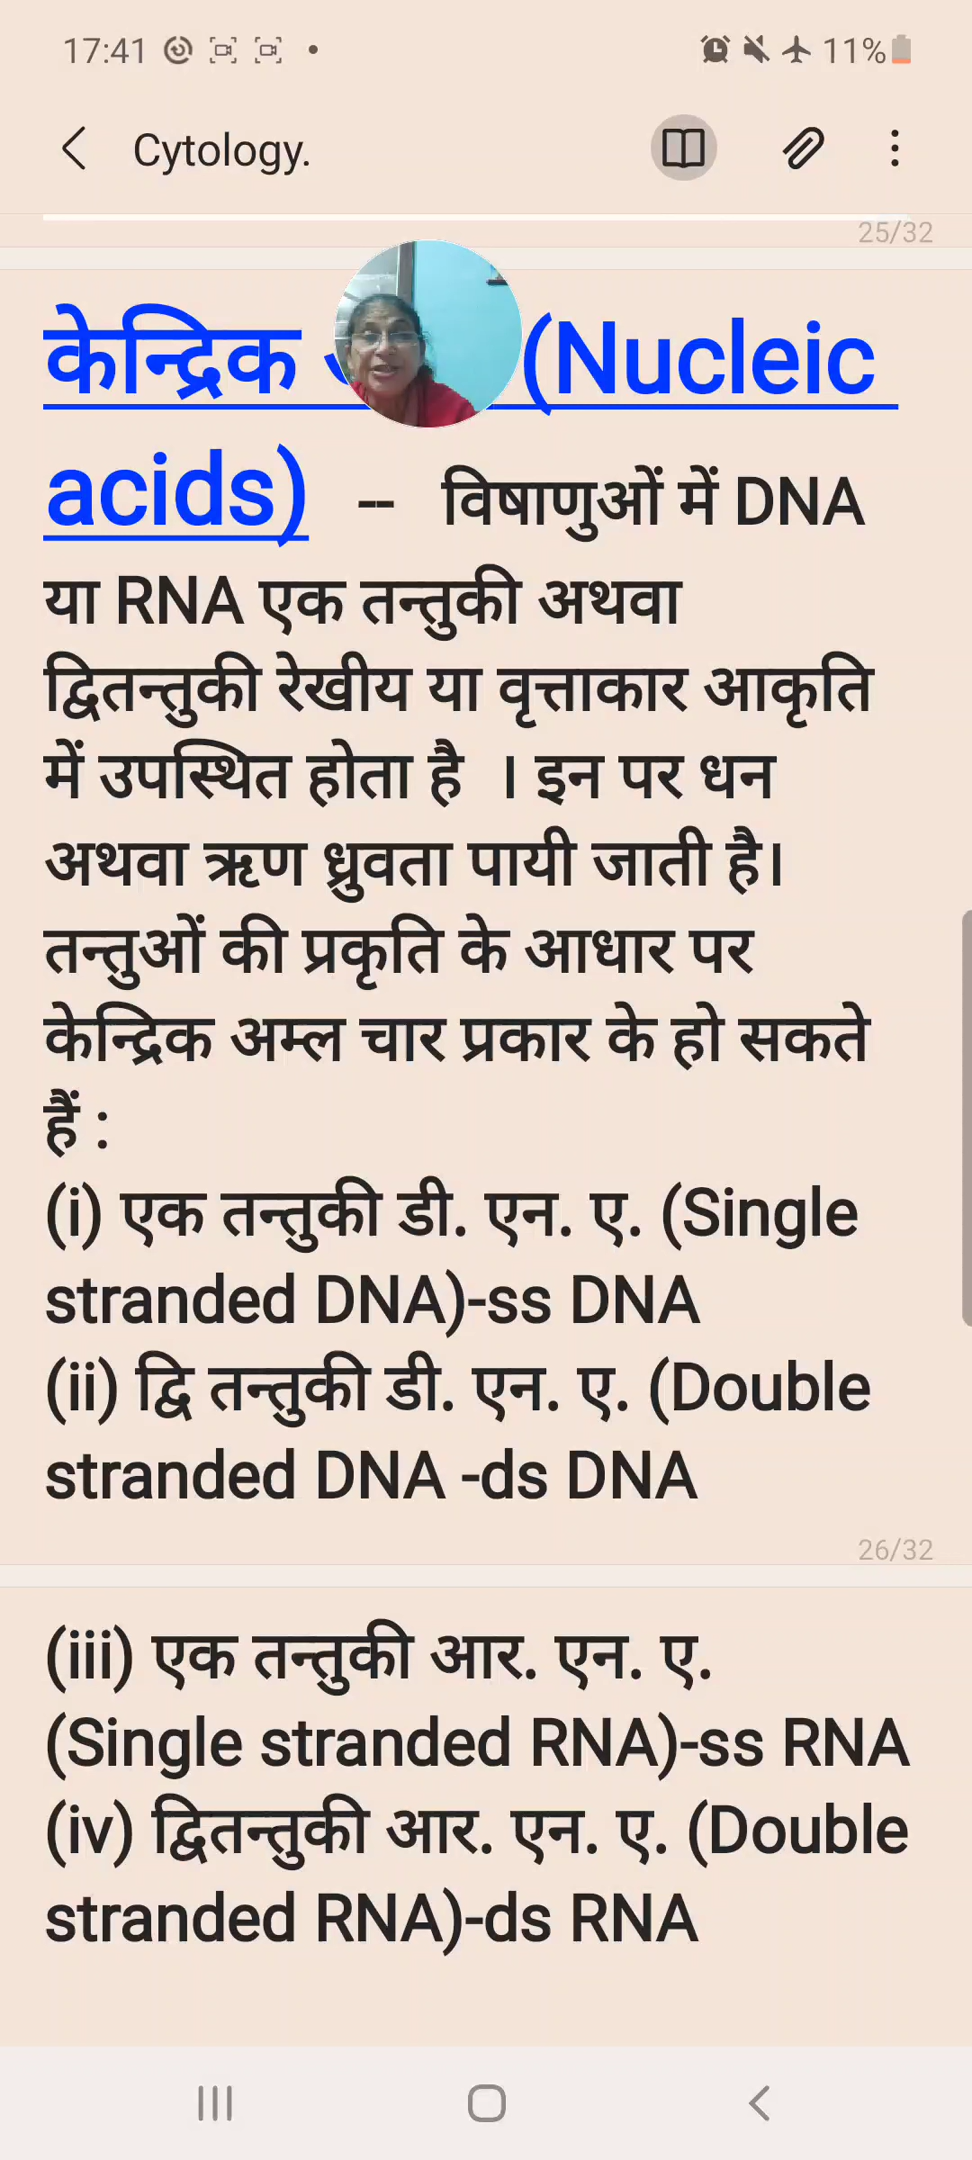 17:41
11%
Cytology.
25/32
केन्द्रिक (Nucleic
acids) -- विषाणुओं में DNA
या RNA एक तन्तुकी अथवा
द्वितन्तुकी रेखीय या वृत्ताकार आकृति
में उपस्थित होता है । इन पर धन
अथवा ऋण ध्रुवता पायी जाती है।
तन्तुओं की प्रकृति के आधार पर
केन्द्रिक अम्ल चार प्रकार के हो सकते
हैं :
(i) एक तन्तुकी डी. एन. ए. (Single
stranded DNA)-ss DNA
(ii) द्वि तन्तुकी डी. एन. ए. (Double
stranded DNA -ds DNA
26/32
(iii) एक तन्तुकी आर. एन. ए.
(Single stranded RNA)-ss RNA
(iv) द्वितन्तुकी आर. एन. ए. (Double
stranded RNA)-ds RNA